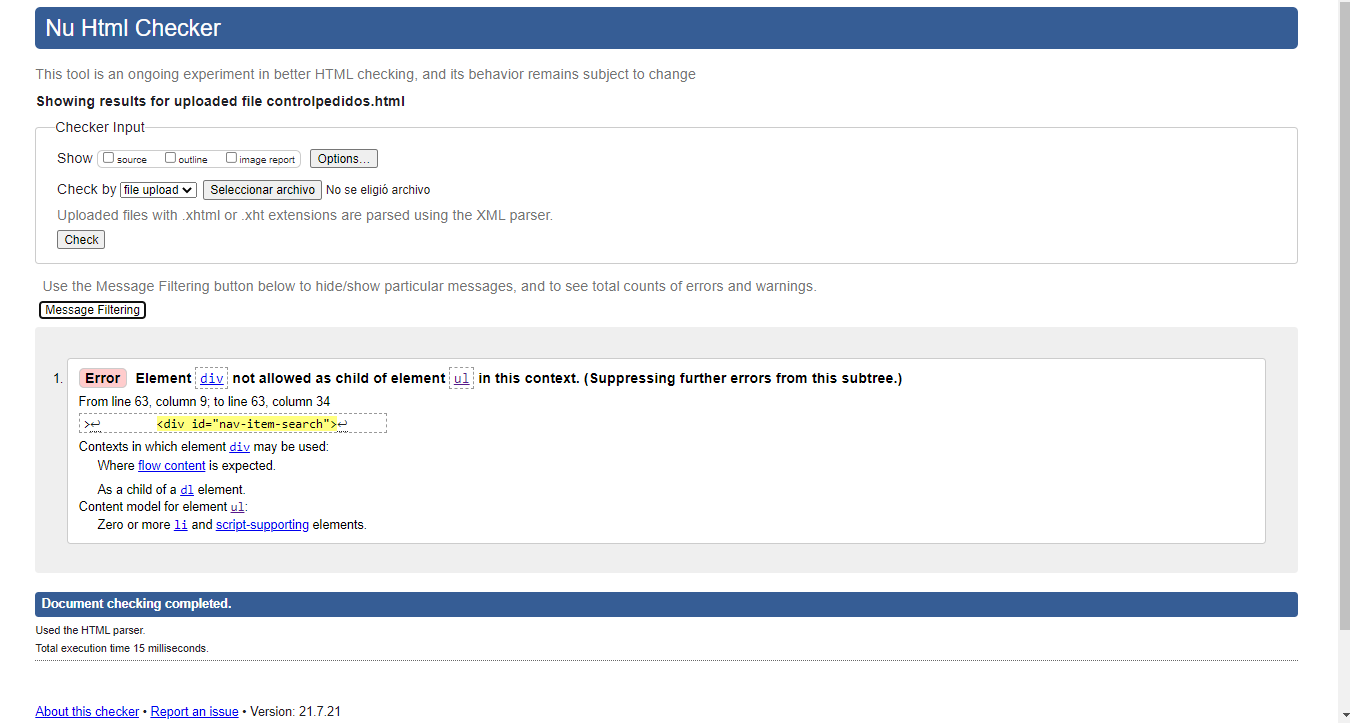 Nu Html Checker
This tool is an ongoing experiment in better HTML checking, and its behavior remains subject to change
Showing results for uploaded file controlpedidos.html
Checker Input
Show source outline image report Options...
Check by file upload Seleccionar archivo No se eligió archivo
Uploaded files with .xhtml or .xht extensions are parsed using the XML parser.
Check
Use the Message Filtering button below to hide/show particular messages, and to see total counts of errors and warnings.
Message Filtering
1. Error Element div not allowed as child of element ul in this context. (Suppressing further errors from this subtree.)
From line 63, column 9; to line 63, column 34
>↩ <div id="nav-item-search">↩
Contexts in which element div may be used:
Where flow content is expected.
As a child of a dl element.
Content model for element ul:
Zero or more li and script-supporting elements.
Document checking completed.
Used the HTML parser.
Total execution time 15 milliseconds.
About this checker • Report an issue • Version: 21.7.21